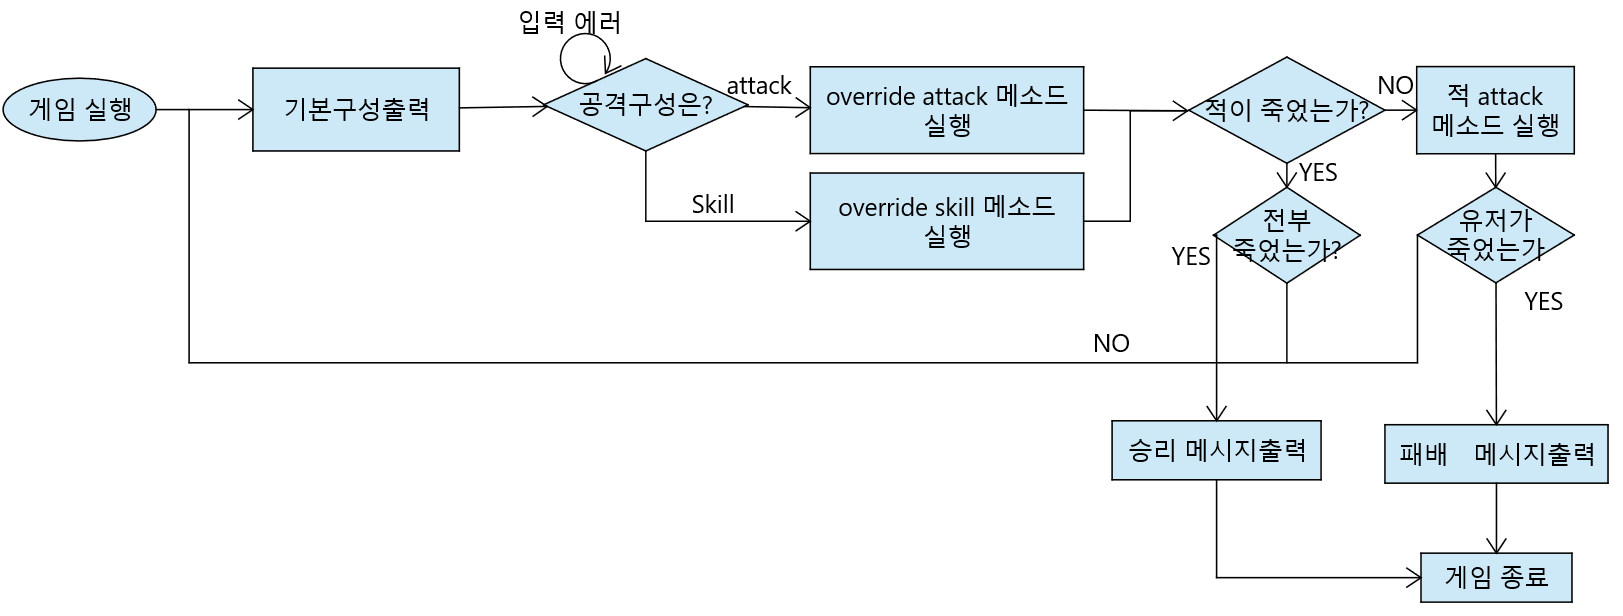 입력 에러
게임 실행
기본구성출력
공격구성은?
attack
override attack 메소드
실행
Skill
override skill 메소드
실행
적이 죽었는가?
NO
적 attack
메소드 실행
YES
전부
죽었는가?
유저가
죽었는가
YES
YES
NO
승리 메시지출력
패배 메시지출력
게임 종료